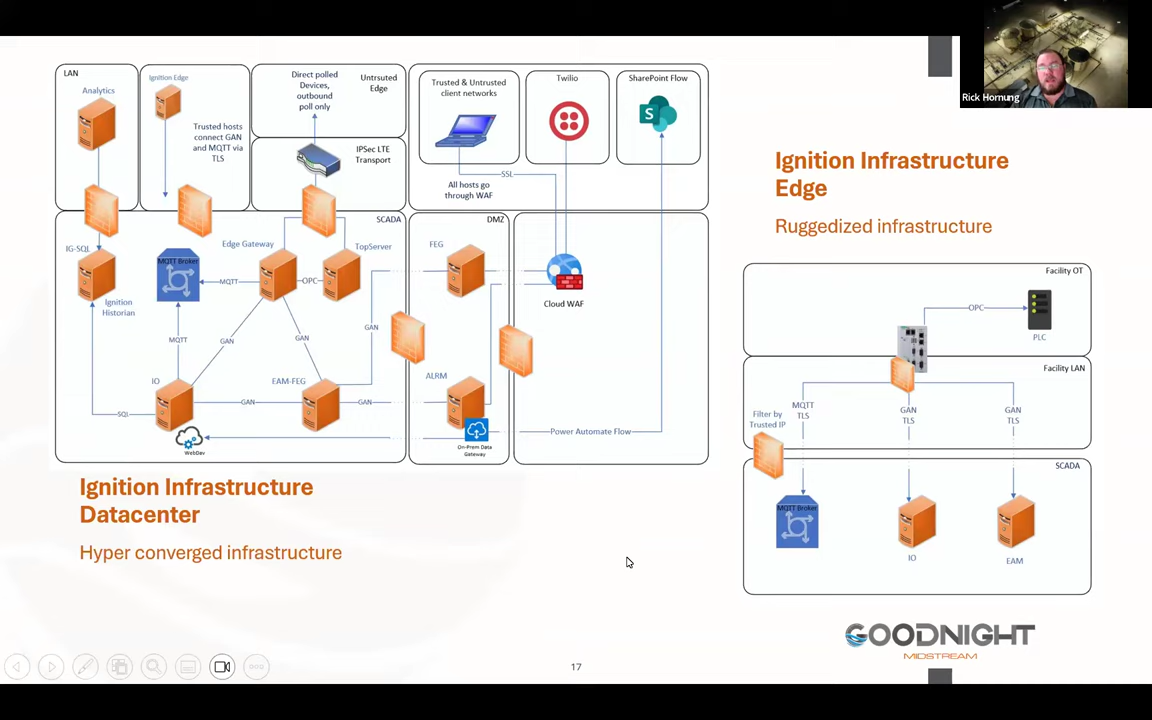 Rick Hornung
LAN
Analytics
Ignition Edge
Trusted hosts
connect GAN
and MQTT via
TLS
Direct polled
Devices,
outbound
poll only
Untrsuted
Edge
IPSec LTE
Transport
Trusted & Untrusted
client networks
Twilio
SharePoint Flow
S
SSL
All hosts go
through WAF
SCADA
DMZ
IG-SQL
Ignition
Historian
MQTT Broker
Edge Gateway
TopServer
MQTT
OPC
MQTT
GAN
GAN
GAN
FEG
Cloud WAF
IO
EAM-FEG
ALRM
SQL
GAN
GAN
WebDav
On-Prem Data
Gateway
Power Automate Flow
Ignition Infrastructure
Datacenter
Hyper converged infrastructure
Ignition Infrastructure
Edge
Ruggedized infrastructure
Facility OT
OPC
PLC
Facility LAN
MQTT
TLS
GAN
TLS
GAN
TLS
Filter by
Trusted IP
SCADA
MQTT Broker
IO
EAM
GOODNIGHT
MIDSTREAM
17